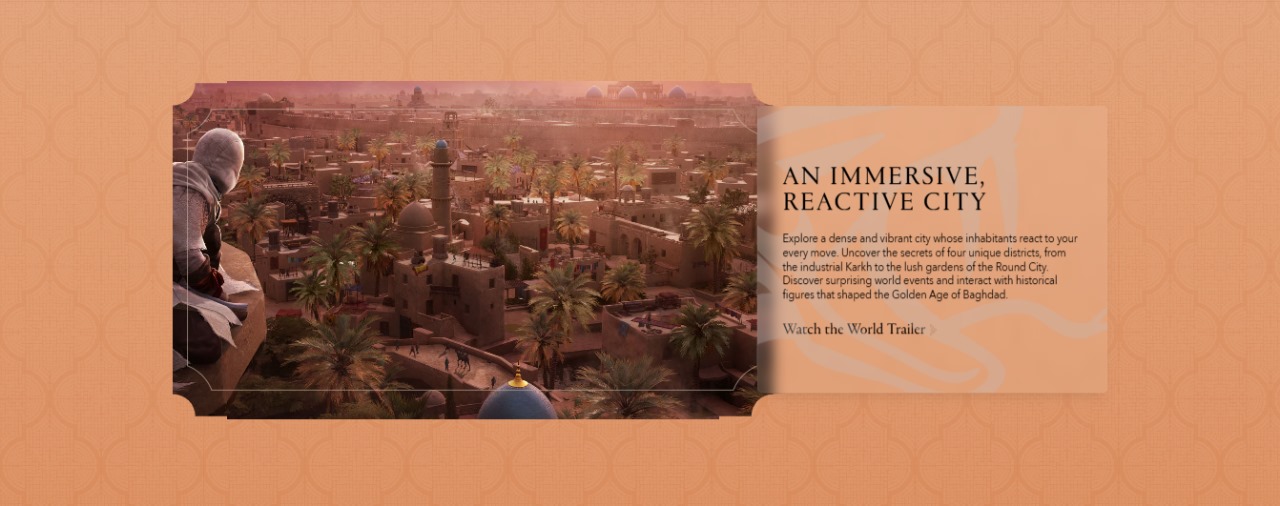 AN IMMERSIVE,
REACTIVE CITY
Explore a dense and vibrant city whose inhabitants react to your
every move. Uncover the secrets of four unique districts, from
the industrial Karkh to the lush gardens of the Round City.
Discover surprising world events and interact with historical
figures that shaped the Golden Age of Baghdad.
Watch the World Trailer